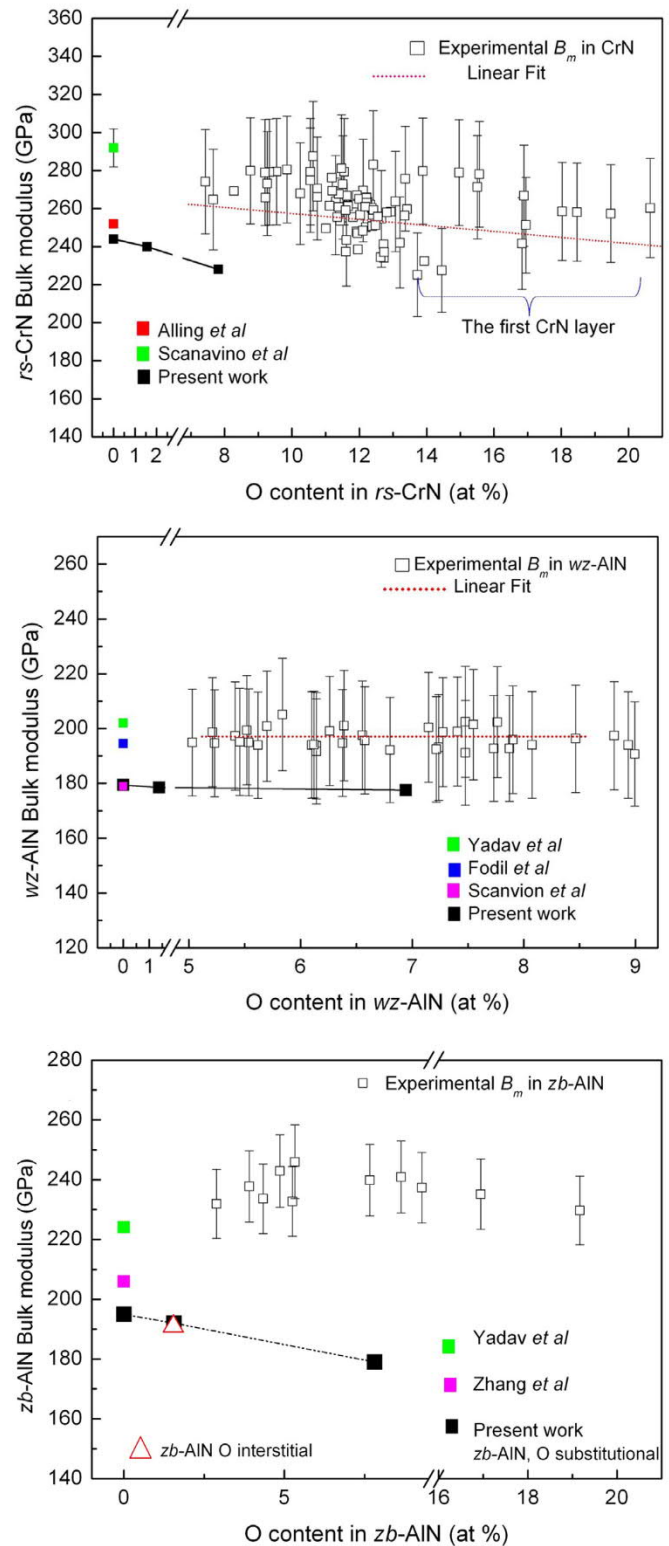 360
340
320
300
280
260
240
220
200
180
160
140
rs-CrN Bulk modulus (GPa)
Experimental Bm in CrN
Linear Fit
The first CrN layer
Alling et al
Scanavino et al
Present work
0 1 2 8 10 12 14 16 18 20
O content in rs-CrN (at %)
260
240
220
200
180
160
140
120
wz-AlN Bulk modulus (GPa)
Experimental Bm in wz-AlN
Linear Fit
Yadav et al
Fodil et al
Scanvion et al
Present work
0 1 5 6 7 8 9
O content in wz-AlN (at %)
280
260
240
220
200
180
160
140
zb-AlN Bulk modulus (GPa)
Experimental Bm in zb-AlN
Yadav et al
Zhang et al
Present work
zb-AlN, O substitutional
zb-AlN O interstitial
0 5 16 18 20
O content in zb-AlN (at %)